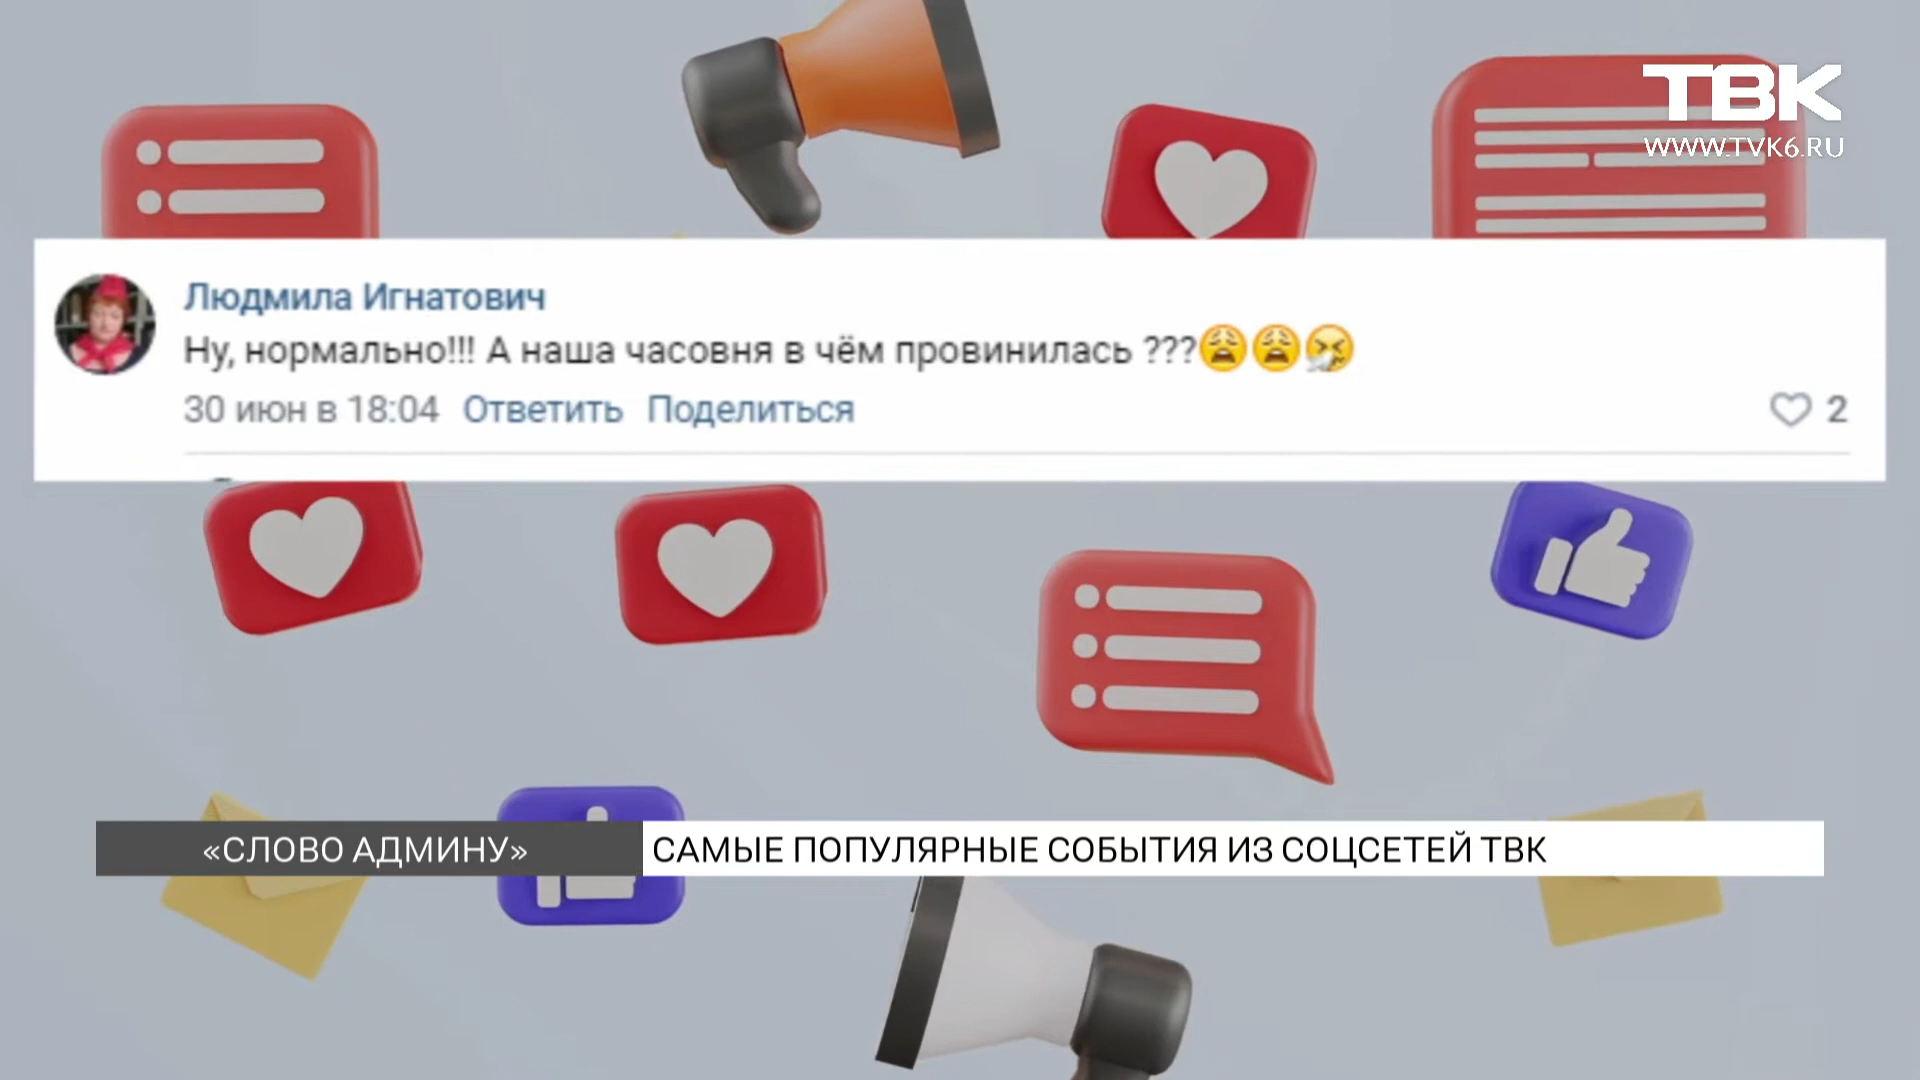 ТВК
WWW.TVK6.RU
Людмила Игнатович
Ну, нормально!!! А наша часовня в чём провинилась ???😩😩🤧
30 июн в 18:04 Ответить Поделиться 2
«СЛОВО АДМИНУ» САМЫЕ ПОПУЛЯРНЫЕ СОБЫТИЯ ИЗ СОЦСЕТЕЙ ТВК